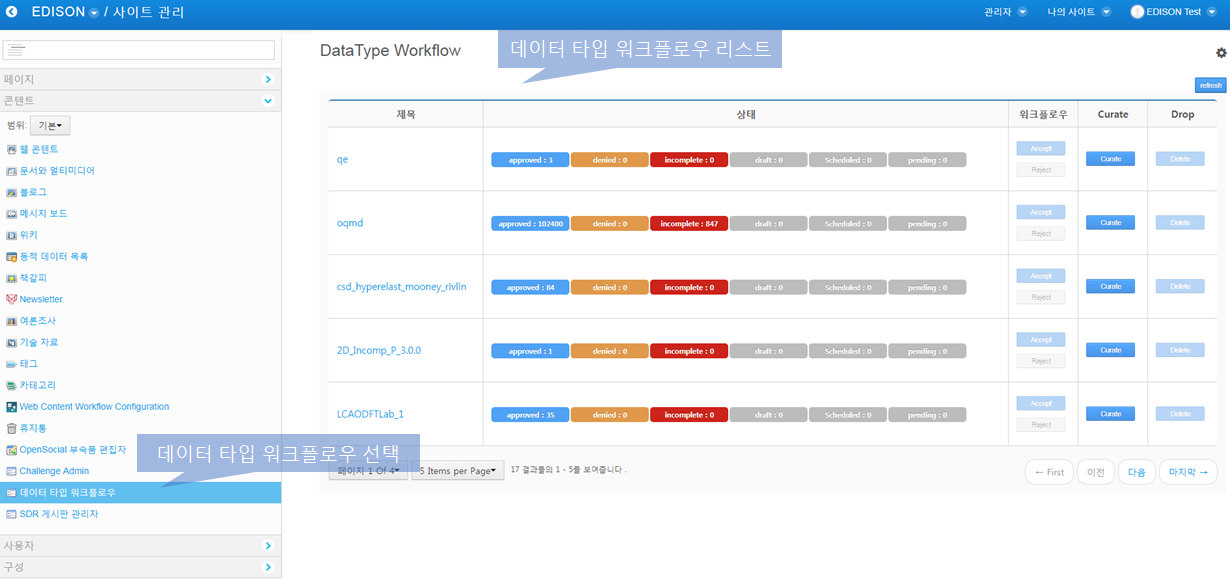 EDISON / 사이트 관리
관리자 나의 사이트 EDISON Test
페이지
콘텐트
범위: 기본
웹 콘텐트
문서와 멀티미디어
블로그
메시지 보드
위키
동적 데이터 목록
책갈피
Newsletter
여론조사
기술 자료
태그
카테고리
Web Content Workflow Configuration
휴지통
OpenSocial 부속품 편집자
Challenge Admin
데이터 타입 워크플로우
SDR 게시판 관리자
사용자
구성
데이터 타입 워크플로우 선택
DataType Workflow
데이터 타입 워크플로우 리스트
refresh
제목 상태 워크플로우 Curate Drop
qe approved : 3 denied : 0 incomplete : 0 draft : 0 Scheduled : 0 pending : 0 Accept Curate Delete
Reject
oqmd approved : 102400 denied : 0 incomplete : 847 draft : 0 Scheduled : 0 pending : 0 Accept Curate Delete
Reject
csd_hyperelast_mooney_rivlin approved : 84 denied : 0 incomplete : 0 draft : 0 Scheduled : 0 pending : 0 Accept Curate Delete
Reject
2D_Incomp_P_3.0.0 approved : 1 denied : 0 incomplete : 0 draft : 0 Scheduled : 0 pending : 0 Accept Curate Delete
Reject
LCAODFTLab_1 approved : 35 denied : 0 incomplete : 0 draft : 0 Scheduled : 0 pending : 0 Accept Curate Delete
Reject
페이지 1 Of 4 5 Items per Page 17 결과들의 1 - 5를 보여줍니다 . ← First 이전 다음 마지막 →